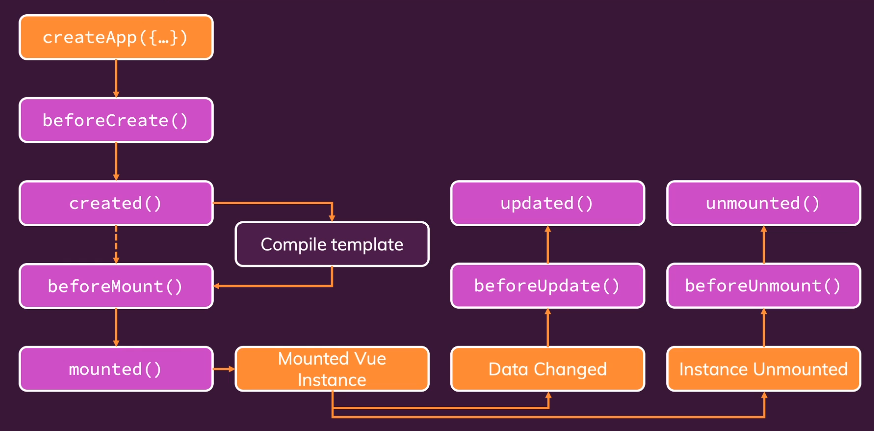 createApp({…})
beforeCreate()
created()
Compile template
beforeMount()
mounted()
Mounted Vue
Instance
updated()
beforeUpdate()
Data Changed
unmounted()
beforeUnmount()
Instance Unmounted